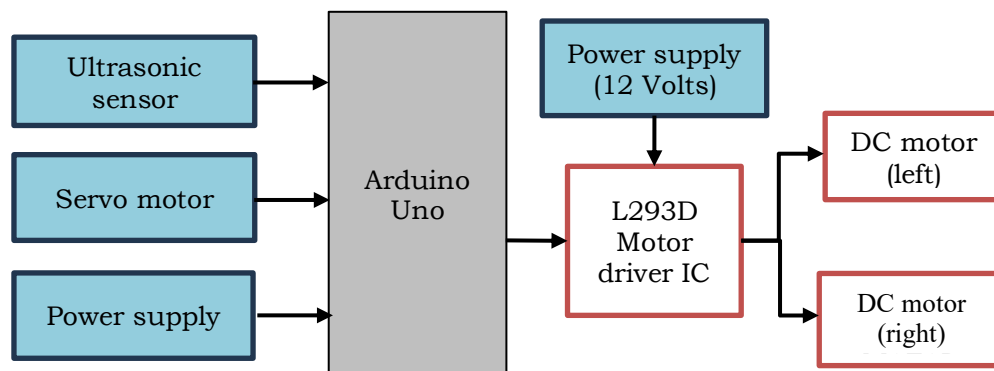 Ultrasonic
sensor
Servo motor
Power supply
Arduino
Uno
Power supply
(12 Volts)
L293D
Motor
driver IC
DC motor
(left)
DC motor
(right)